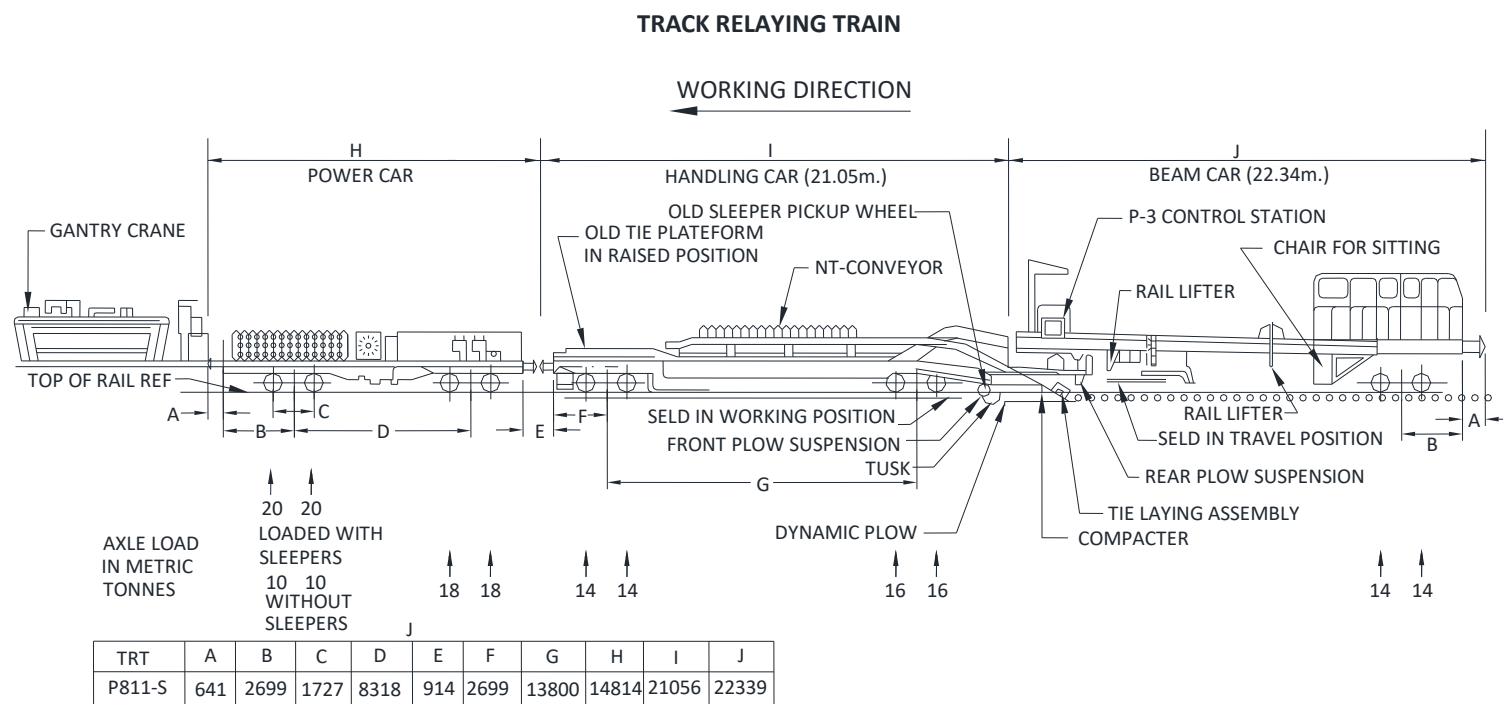 TRACK RELAYING TRAIN
WORKING DIRECTION
H
I
J
POWER CAR
HANDLING CAR (21.05m.)
BEAM CAR (22.34m.)
OLD SLEEPER PICKUP WHEEL
P-3 CONTROL STATION
GANTRY CRANE
OLD TIE PLATEFORM
IN RAISED POSITION
CHAIR FOR SITTING
NT-CONVEYOR
RAIL LIFTER
TOP OF RAIL REF
A
C
B
D
E
F
SELD IN WORKING POSITION
RAIL LIFTER
A
FRONT PLOW SUSPENSION
SELD IN TRAVEL POSITION
B
TUSK
REAR PLOW SUSPENSION
G
20 20
LOADED WITH
SLEEPERS
TIE LAYING ASSEMBLY
DYNAMIC PLOW
COMPACTER
AXLE LOAD
IN METRIC
TONNES
10 10
WITHOUT
SLEEPERS
18 18
14 14
16 16
14 14
J
TRT A B C D E F G H I J
P811-S 641 2699 1727 8318 914 2699 13800 14814 21056 22339